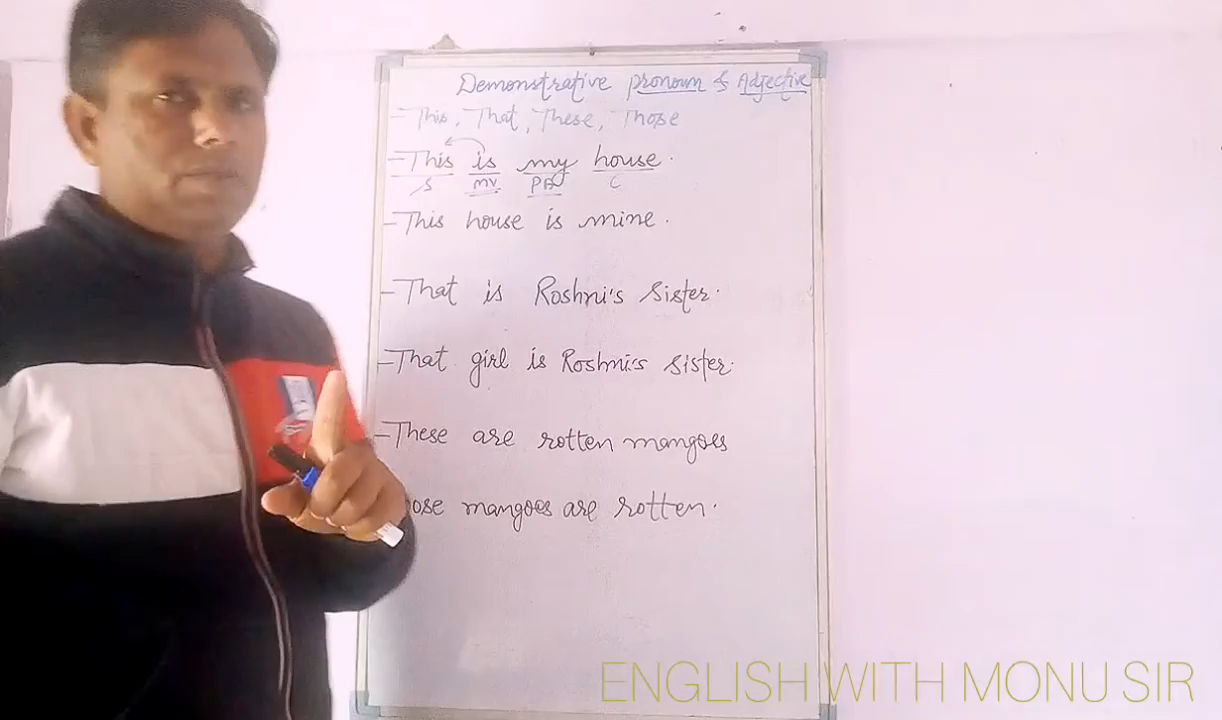 Demonstrative pronoun & Adjective
- This, That, These, Those
- This is my house.
S MV PA C
- This house is mine.
- That is Roshni's Sister.
- That girl is Roshni's sister.
- These are rotten mangoes
ose mangoes are rotten.
ENGLISH WITH MONU SIR